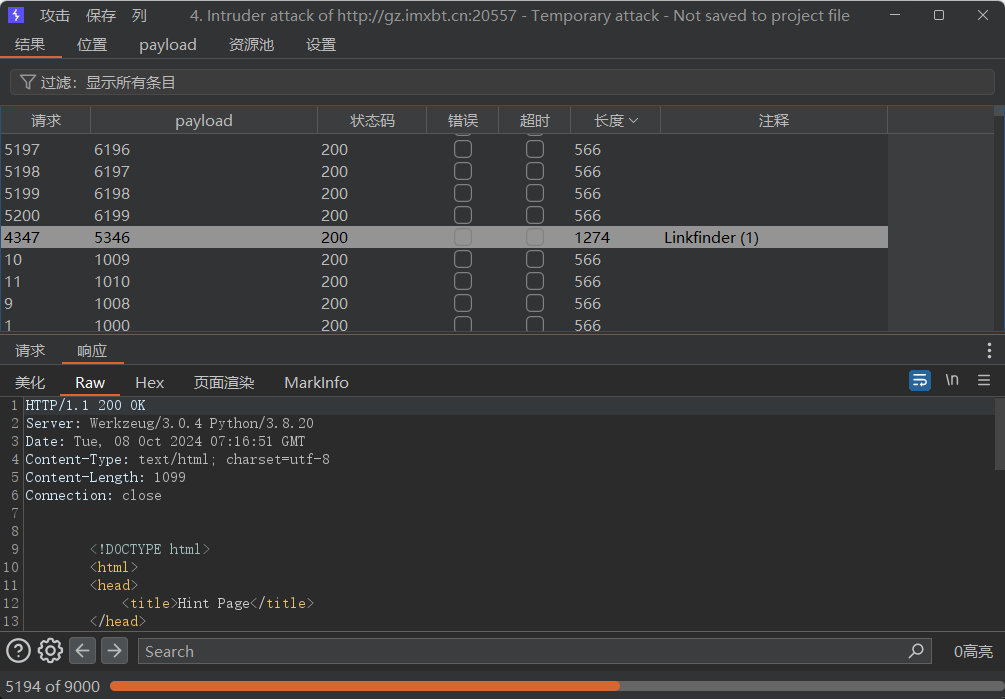 攻击 保存 列 4. Intruder attack of http://gz.imxbt.cn:20557 - Temporary attack - Not saved to project file
结果 位置 payload 资源池 设置
过滤：显示所有条目
请求 payload 状态码 错误 超时 长度 注释
5197 6196 200 566
5198 6197 200 566
5199 6198 200 566
5200 6199 200 566
4347 5346 200 1274 Linkfinder (1)
10 1009 200 566
11 1010 200 566
9 1008 200 566
1 1000 200 566
请求 响应
美化 Raw Hex 页面渲染 MarkInfo \n
1 HTTP/1.1 200 OK
2 Server: Werkzeug/3.0.4 Python/3.8.20
3 Date: Tue, 08 Oct 2024 07:16:51 GMT
4 Content-Type: text/html; charset=utf-8
5 Content-Length: 1099
6 Connection: close
7
8
9 <!DOCTYPE html>
10 <html>
11 <head>
12 <title>Hint Page</title>
13 </head>
Search 0高亮
5194 of 9000